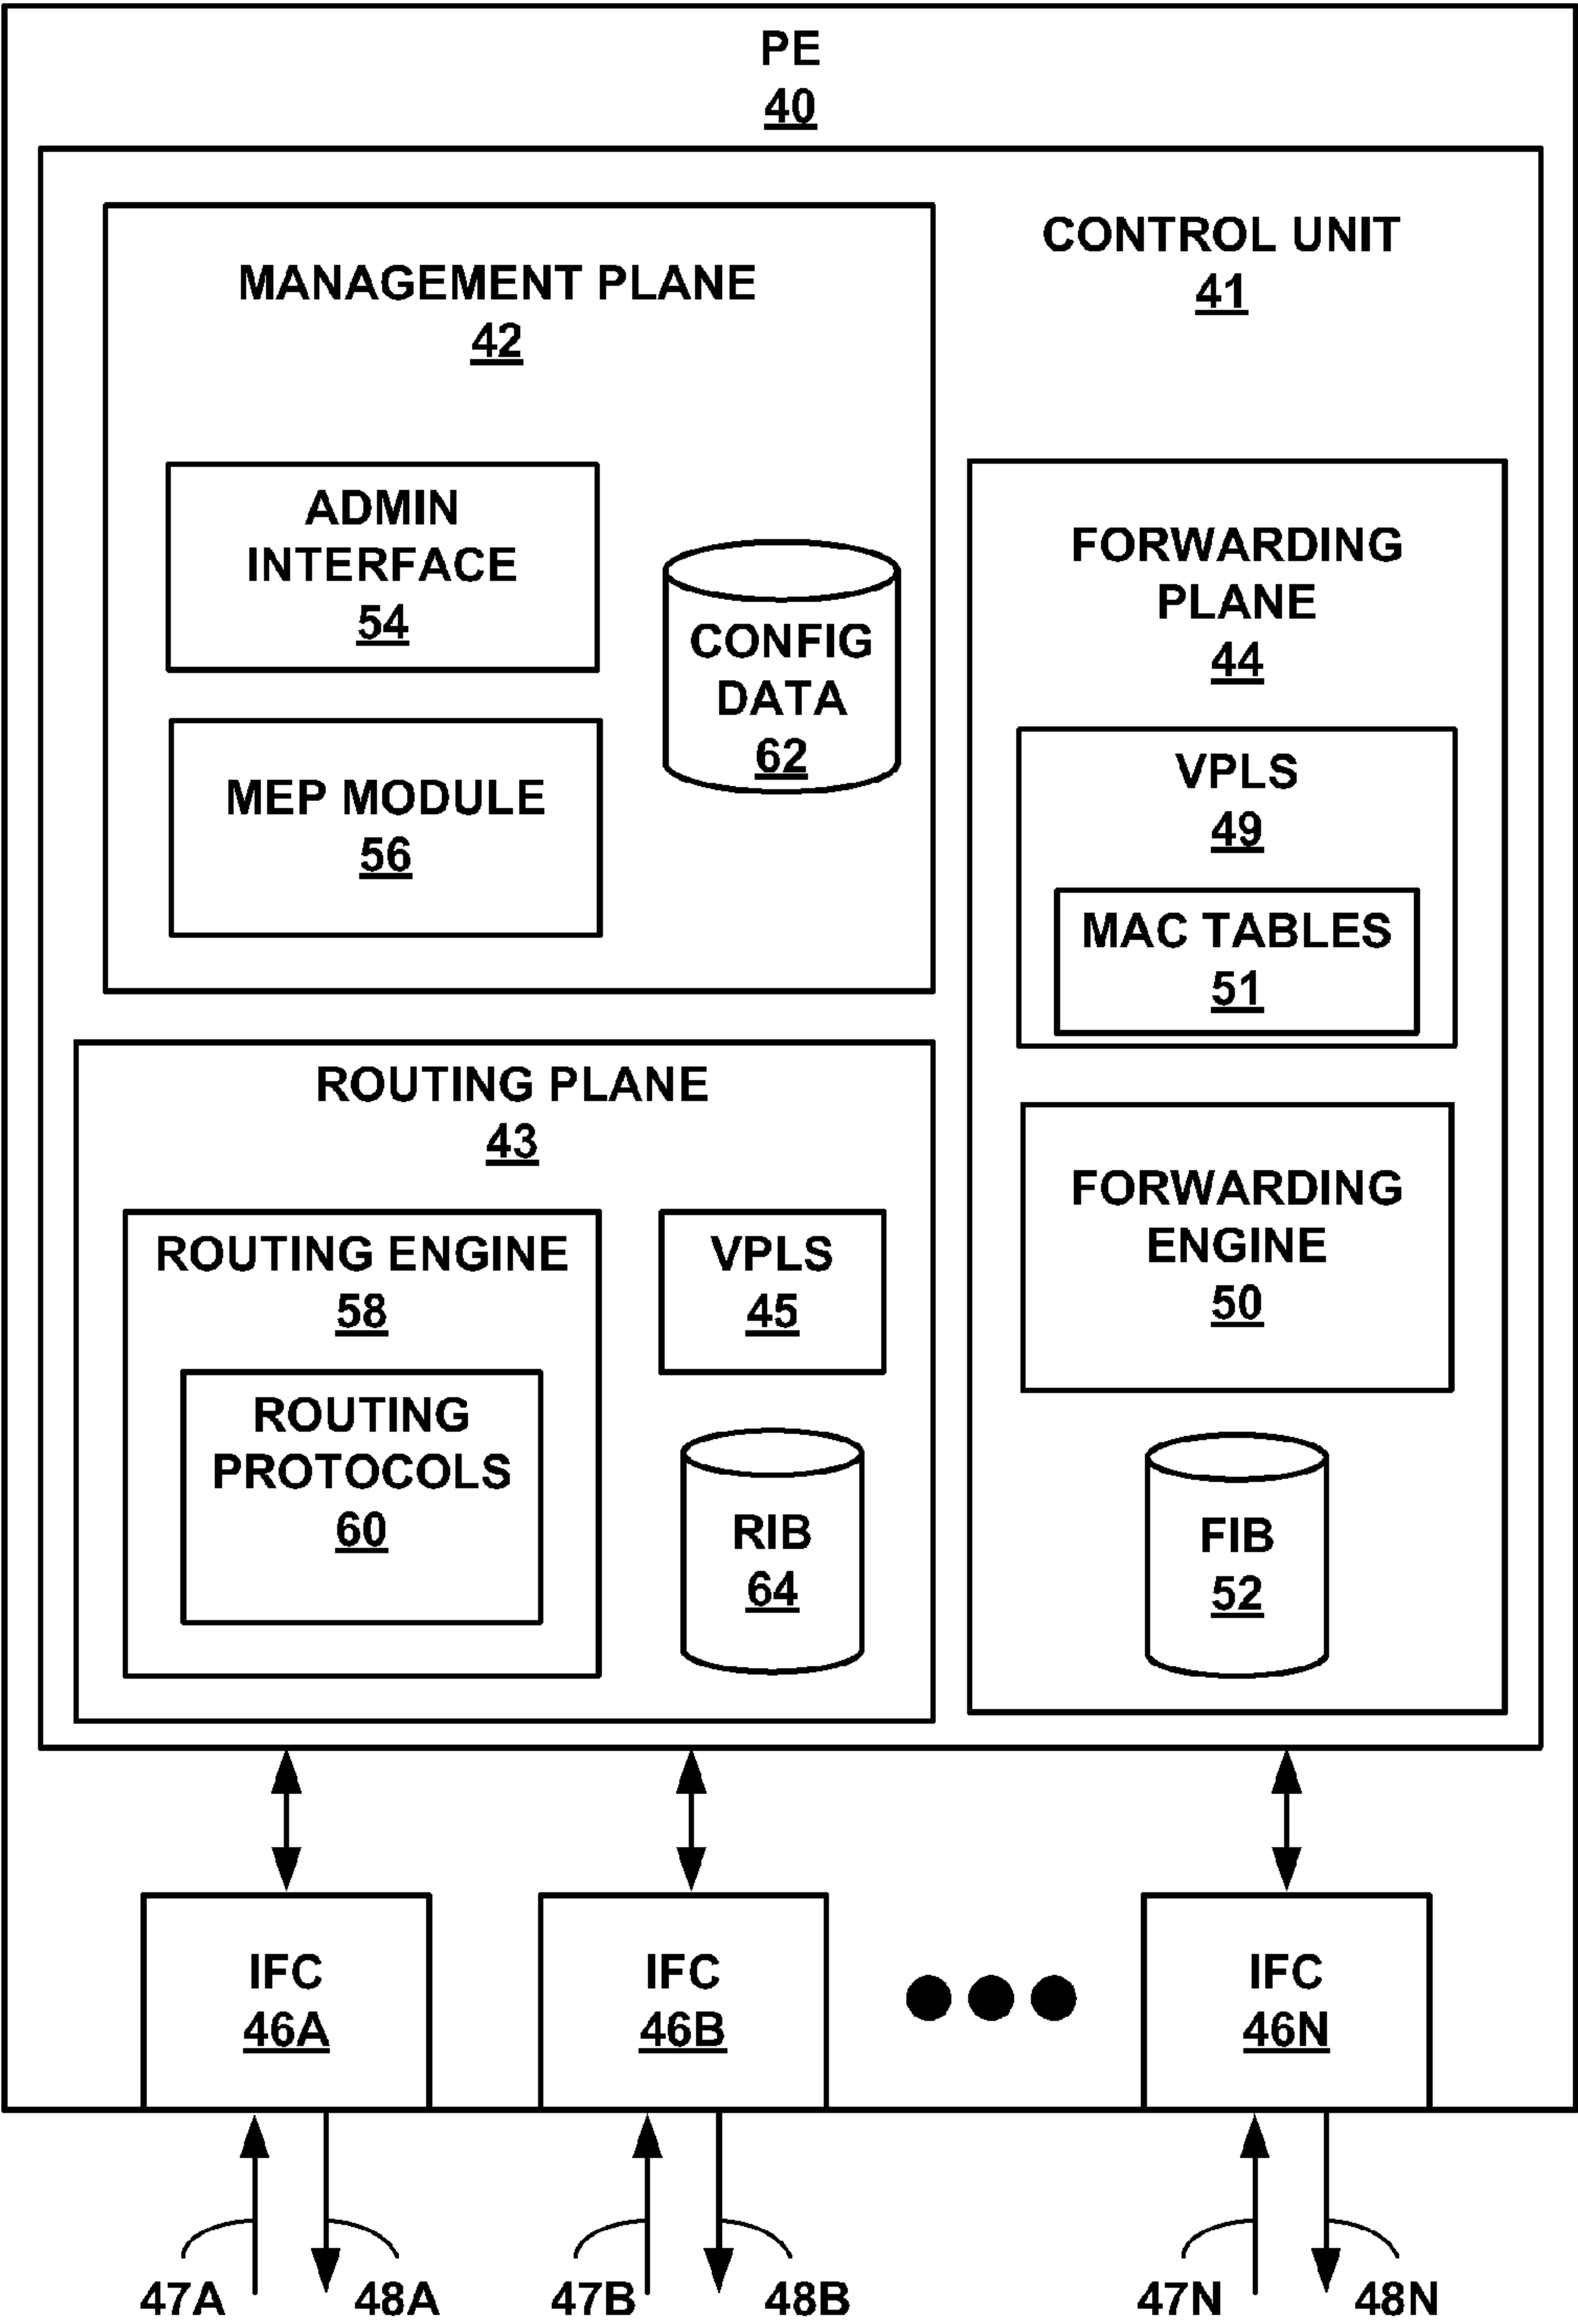 PE
40
CONTROL UNIT
41
MANAGEMENT PLANE
42
ADMIN
INTERFACE
54
CONFIG
DATA
62
MEP MODULE
56
FORWARDING
PLANE
44
VPLS
49
MAC TABLES
51
FORWARDING
ENGINE
50
FIB
52
ROUTING PLANE
43
ROUTING ENGINE
58
ROUTING
PROTOCOLS
60
VPLS
45
RIB
64
IFC
46A
IFC
46B
IFC
46N
47A
48A
47B
48B
47N
48N